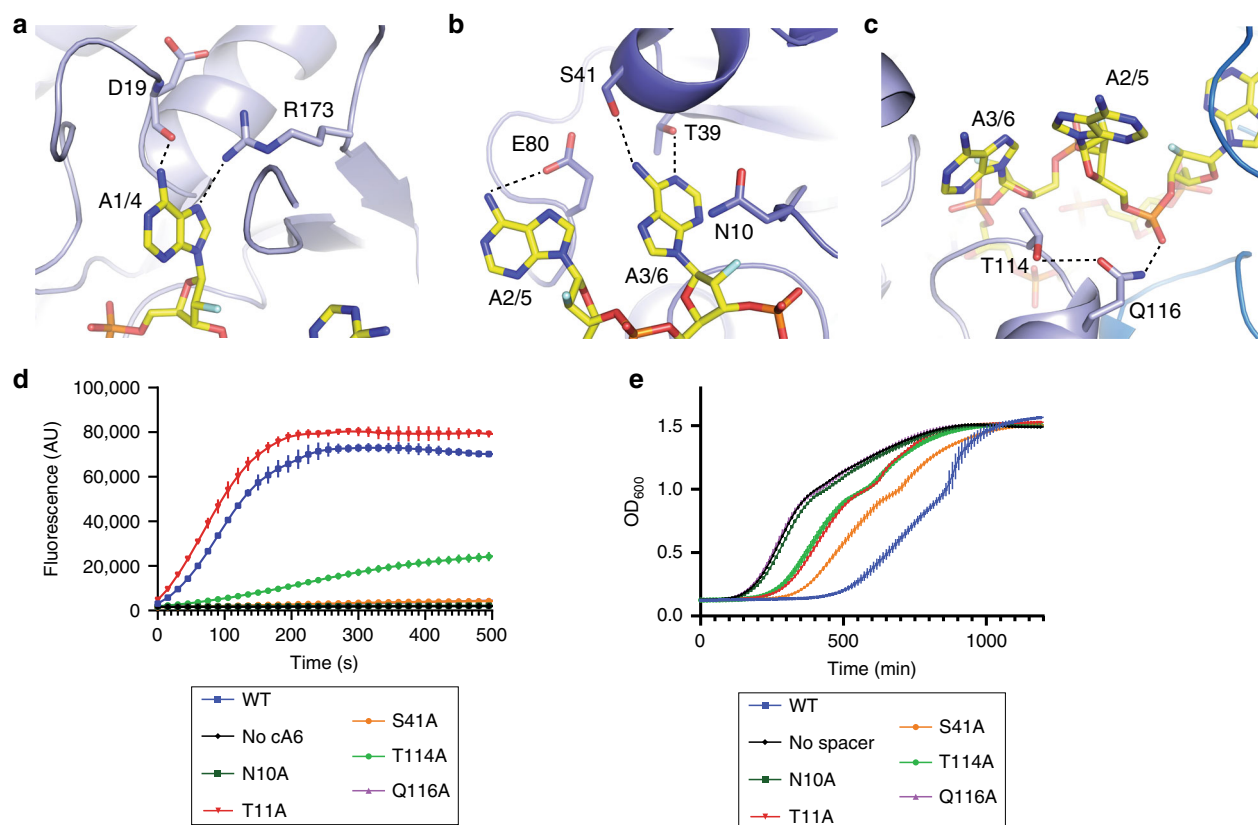 a
D19
R173
A1/4
b
S41
E80
T39
N10
A2/5
A3/6
c
A2/5
A3/6
T114
Q116
d
100,000
80,000
60,000
40,000
20,000
0
Fluorescence (AU)
0 100 200 300 400 500
Time (s)
WT
No cA6
N10A
T11A
S41A
T114A
Q116A
e
1.5
1.0
0.5
0.0
OD600
0 500 1000
Time (min)
WT
No spacer
N10A
T11A
S41A
T114A
Q116A